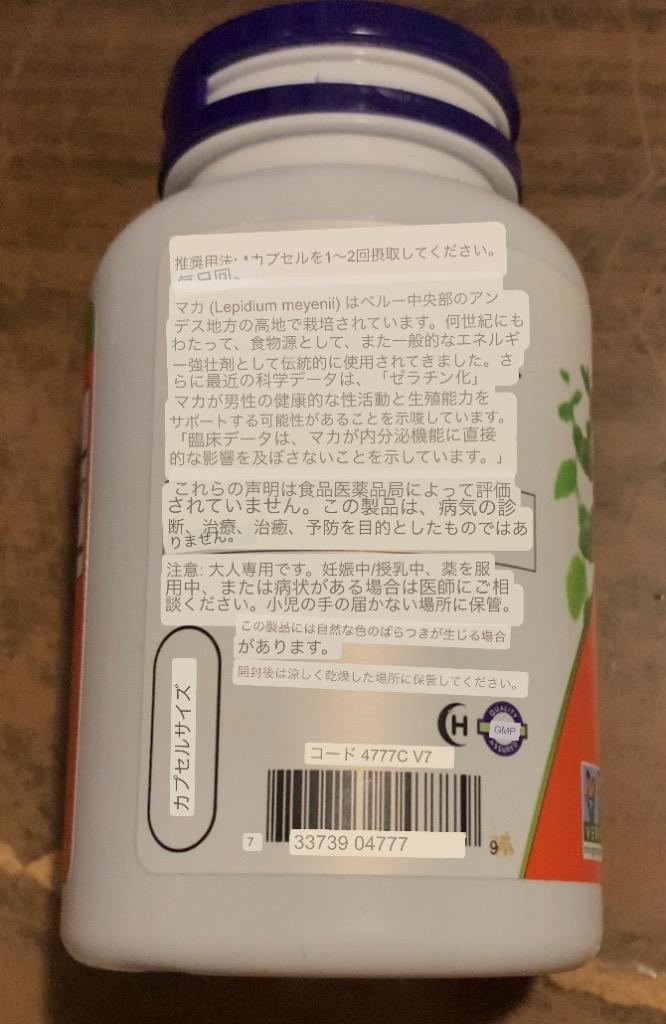 推奨用法: 1カプセルを1〜2回摂取してください。
毎日回。
マカ (Lepidium meyenii) はペルー中央部のアン
デス地方の高地で栽培されています。何世紀にも
わたって、食物源として、また一般的なエネルギ
ー強壮剤として伝統的に使用されてきました。さ
らに最近の科学データは、「ゼラチン化」
マカが男性の健康的な性活動と生殖能力を
サポートする可能性があることを示唆しています。
「臨床データは、マカが内分泌機能に直接
的な影響を及ぼさないことを示しています。」
これらの声明は食品医薬品局によって評価
されていません。この製品は、病気の診
断、治療、治癒、予防を目的としたものではあ
りません。
注意: 大人専用です。妊娠中/授乳中、薬を服
用中、または病状がある場合は医師にご相
談ください。小児の手の届かない場所に保管。
この製品には自然な色のばらつきが生じる場合
があります。
開封後は涼しく乾燥した場所に保管してください。
カプセルサイズ
H
QUALITY
GMP
ASSURED
コード 4777C V7
7 33739 04777 9